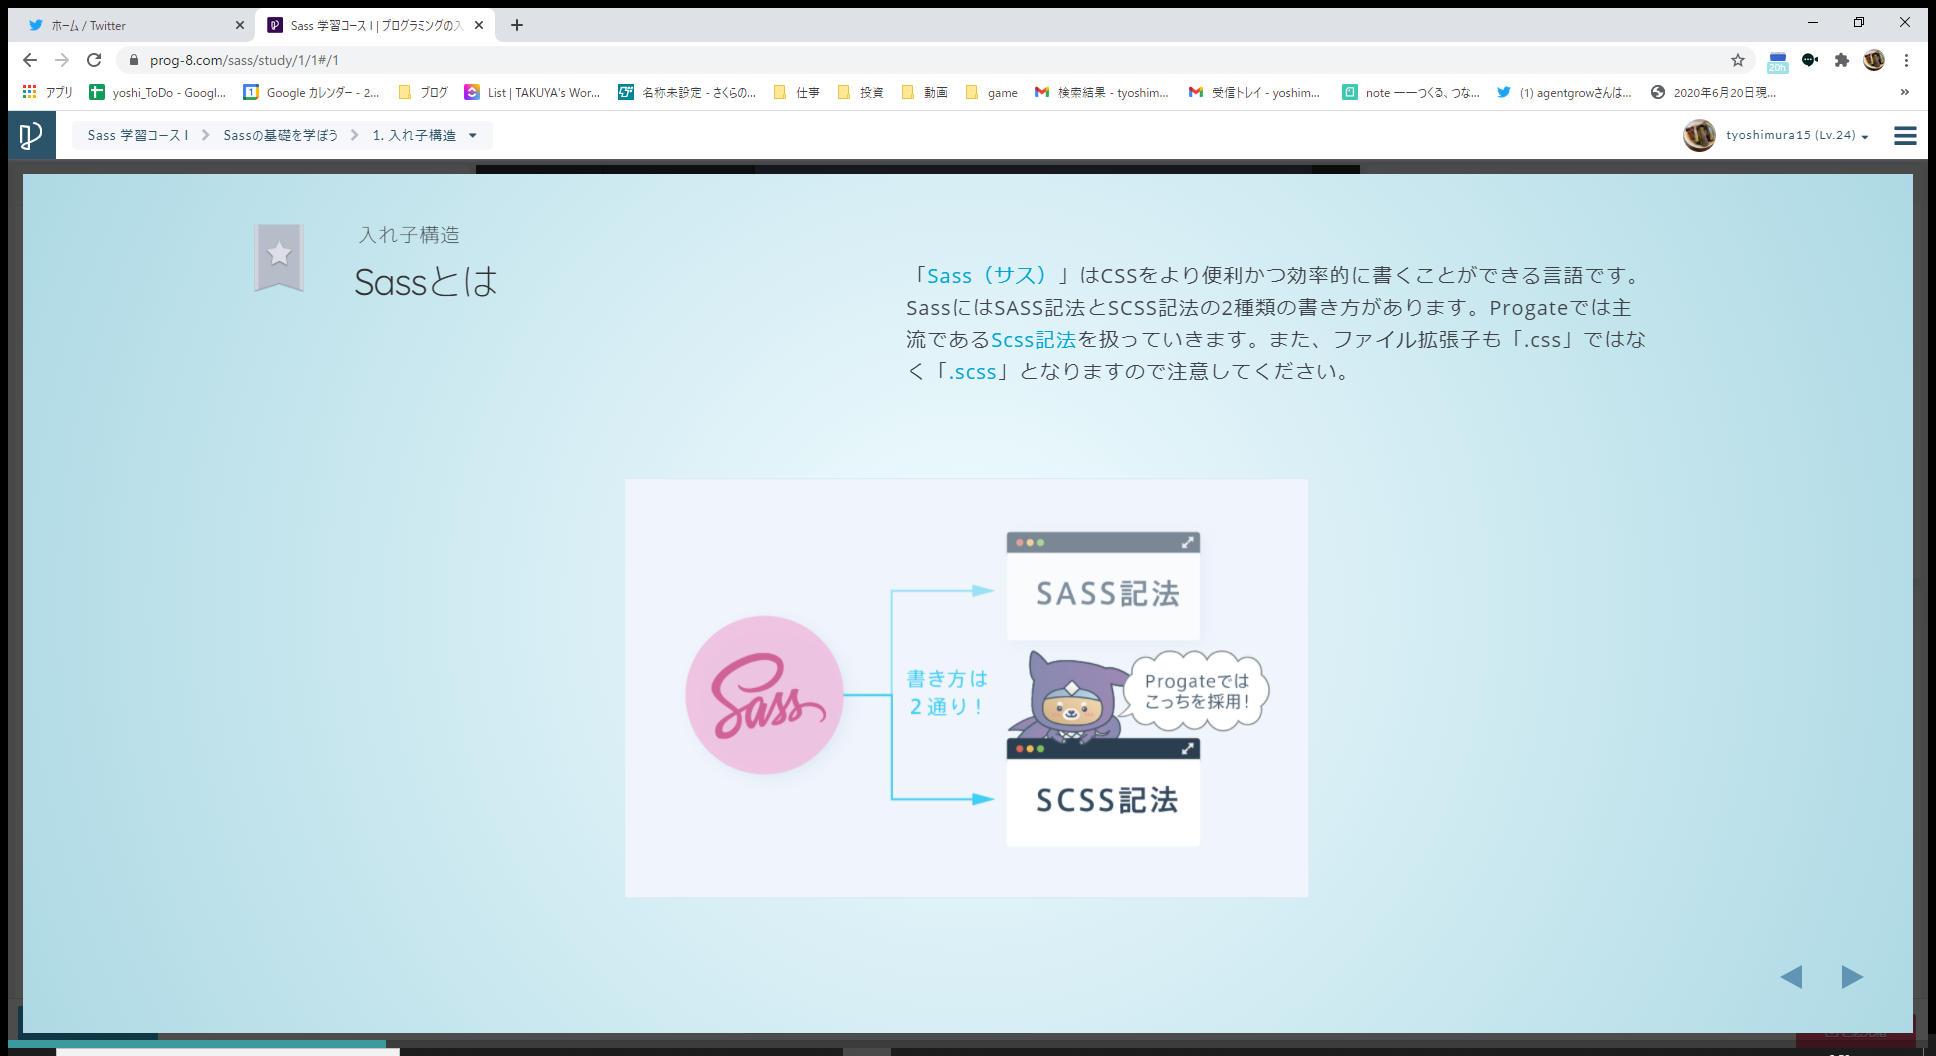 ホーム / Twitter
Sass 学習コース I | プログラミングの入
prog-8.com/sass/study/1/1#/1
20h
アプリ
yoshi_ToDo - Googl...
Google カレンダー - 2...
ブログ
List | TAKUYA's Wor...
名称未設定 - さくらの...
仕事
投資
動画
game
検索結果 - tyoshim...
受信トレイ - yoshim...
note ーーつくる、つな...
(1) agentgrowさんは...
2020年6月20日現...
Sass 学習コース I
Sassの基礎を学ぼう
1. 入れ子構造
tyoshimura15 (Lv.24)
入れ子構造
Sassとは
「Sass（サス）」はCSSをより便利かつ効率的に書くことができる言語です。
SassにはSASS記法とSCSS記法の2種類の書き方があります。Progateでは主
流であるScss記法を扱っていきます。また、ファイル拡張子も「.css」ではな
く「.scss」となりますので注意してください。
SASS記法
Sass
書き方は
2 通り！
Progateでは
こっちを採用！
SCSS記法